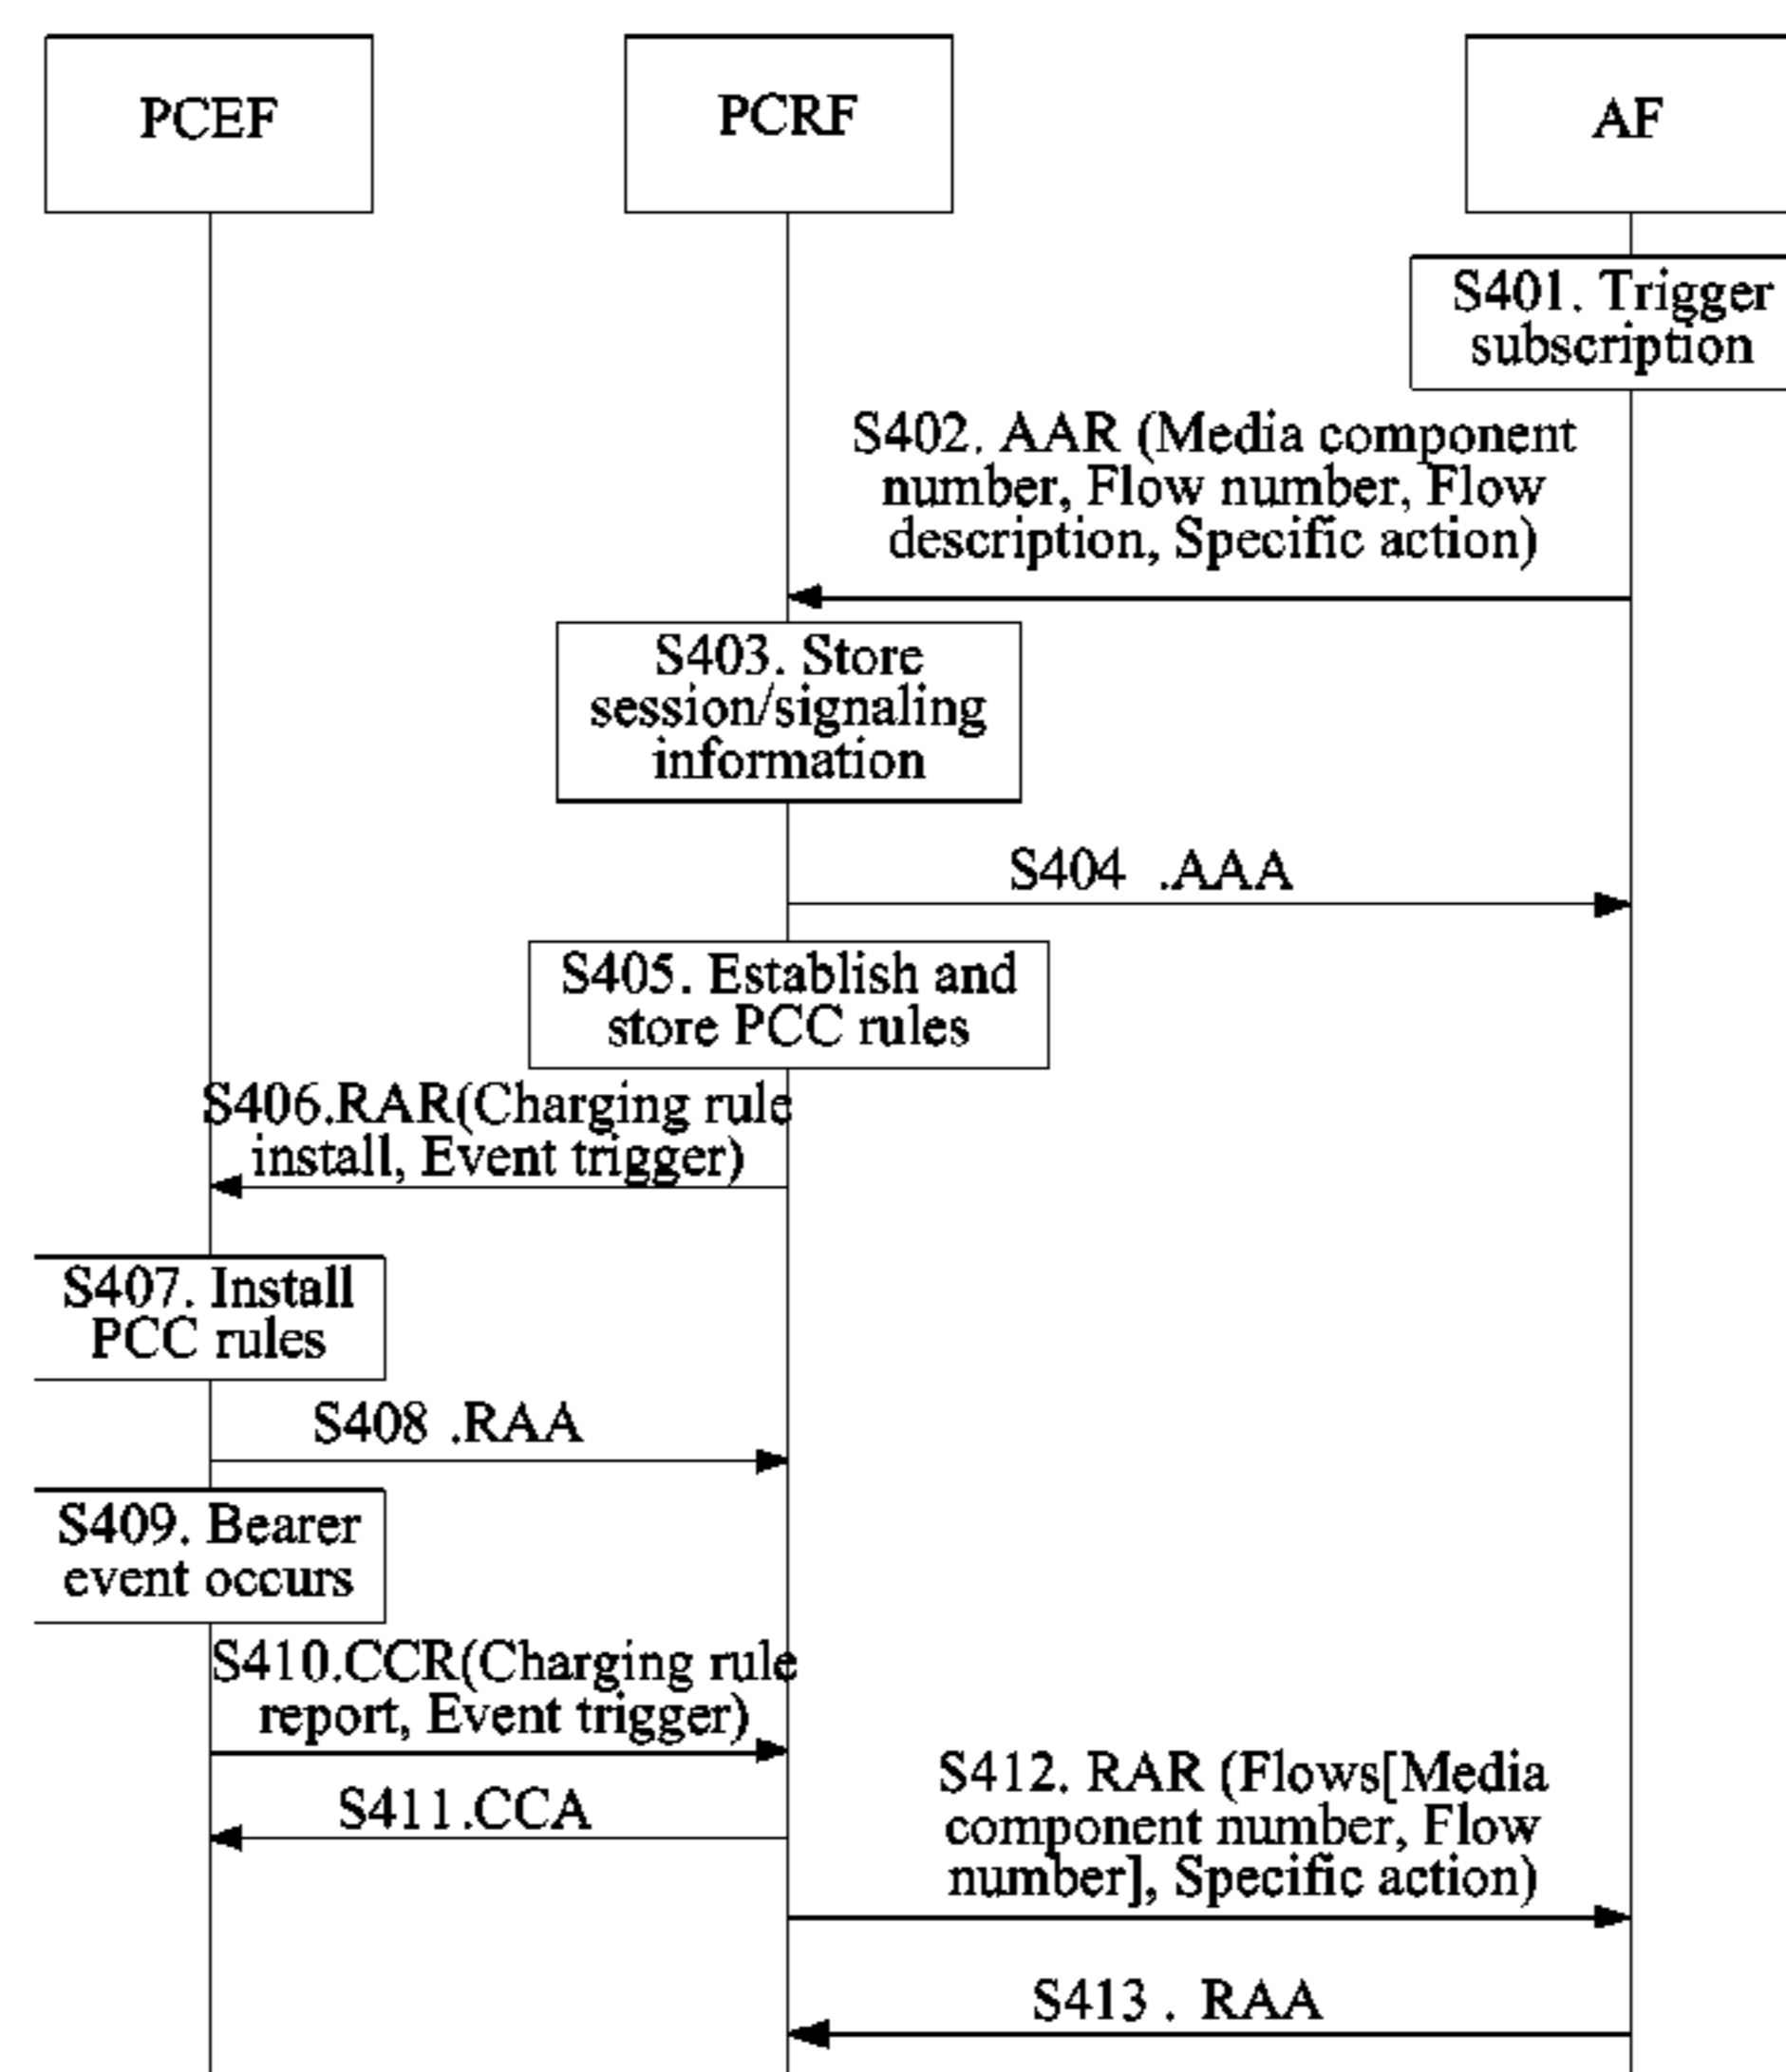 PCEF
PCRF
AF
S401. Trigger
subscription
S402. AAR (Media component
number, Flow number, Flow
description, Specific action)
S403. Store
session/signaling
information
S404 .AAA
S405. Establish and
store PCC rules
S406.RAR(Charging rule
install, Event trigger)
S407. Install
PCC rules
S408 .RAA
S409. Bearer
event occurs
S410.CCR(Charging rule
report, Event trigger)
S411.CCA
S412. RAR (Flows[Media
component number, Flow
number], Specific action)
S413 . RAA